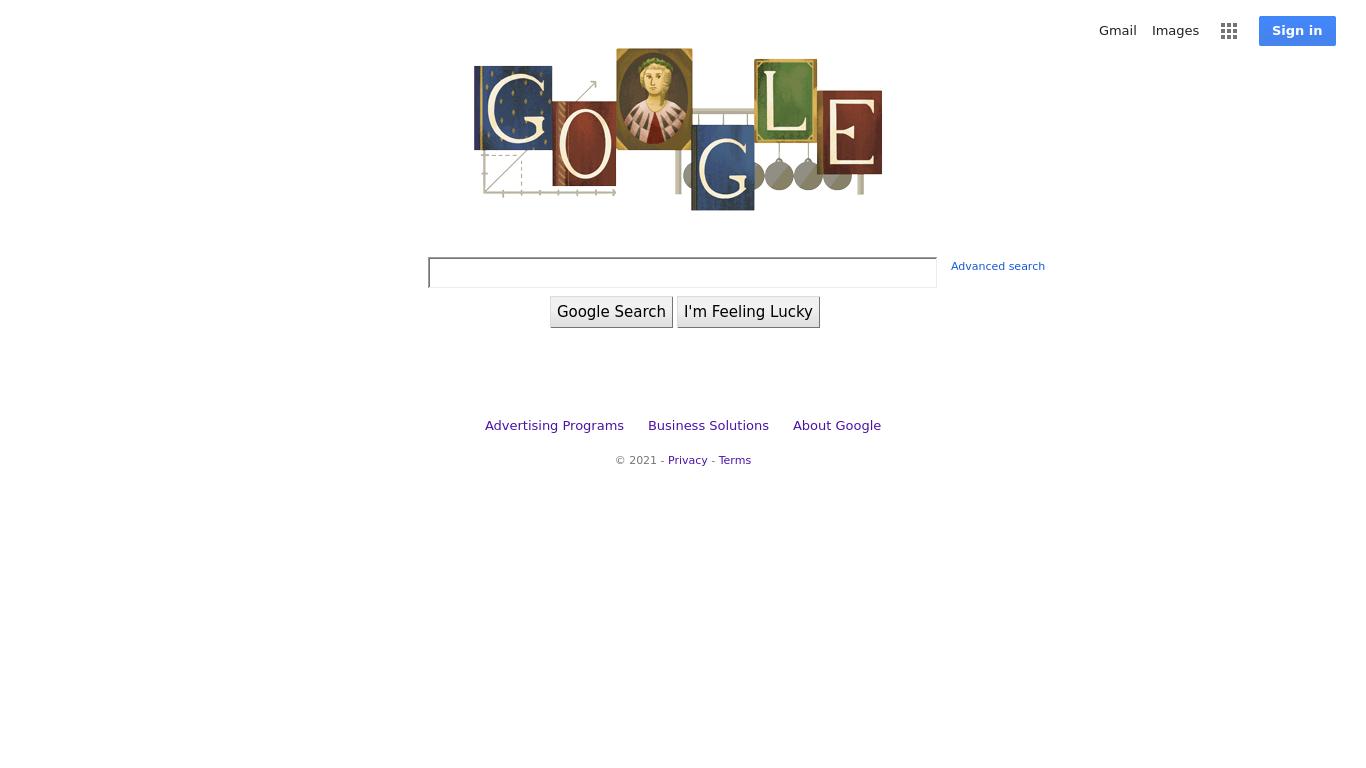 Gmail Images Sign in
GOGLE
Advanced search
Google Search I'm Feeling Lucky
Advertising Programs Business Solutions About Google
© 2021 - Privacy - Terms